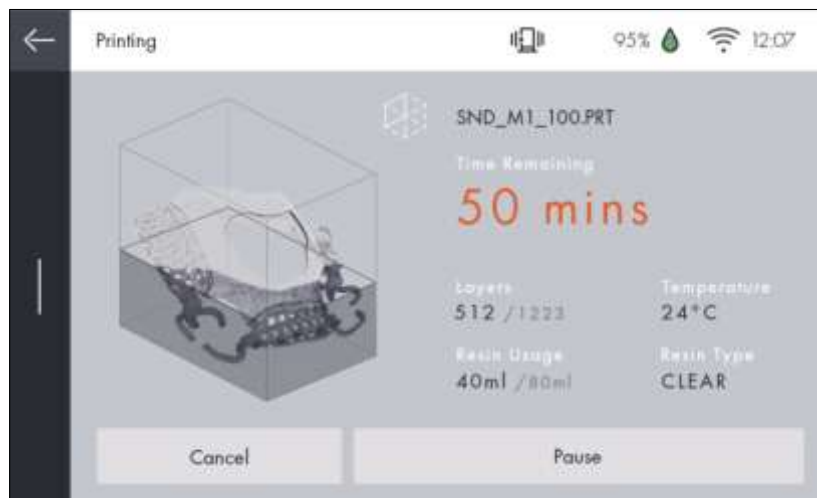 Printing
95%
12:07
SND_M1_100.PRT
Time Remaining
50 mins
Layers
Temperature
512 /1223
24°C
Resin Usage
Resin Type
40ml /80ml
CLEAR
Cancel
Pause